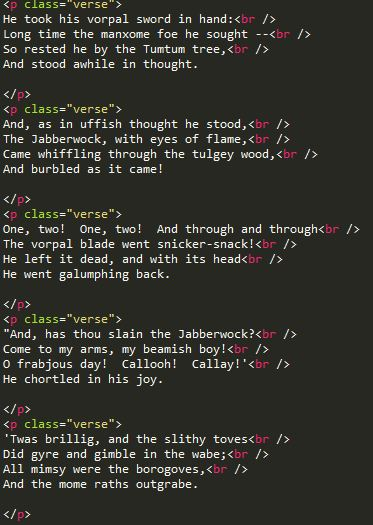 <p class="verse">
He took his vorpal sword in hand:<br />
Long time the manxome foe he sought --<br />
So rested he by the Tumtum tree,<br />
And stood awhile in thought.
</p>
<p class="verse">
And, as in uffish thought he stood,<br />
The Jabberwock, with eyes of flame,<br />
Came whiffling through the tulgey wood,<br />
And burbled as it came!
</p>
<p class="verse">
One, two!  One, two!  And through and through<br />
The vorpal blade went snicker-snack!<br />
He left it dead, and with its head<br />
He went galumphing back.
</p>
<p class="verse">
"And, has thou slain the Jabberwock?<br />
Come to my arms, my beamish boy!<br />
O frabjous day!  Callooh!  Callay!'<br />
He chortled in his joy.
</p>
<p class="verse">
'Twas brillig, and the slithy toves<br />
Did gyre and gimble in the wabe;<br />
All mimsy were the borogoves,<br />
And the mome raths outgrabe.
</p>